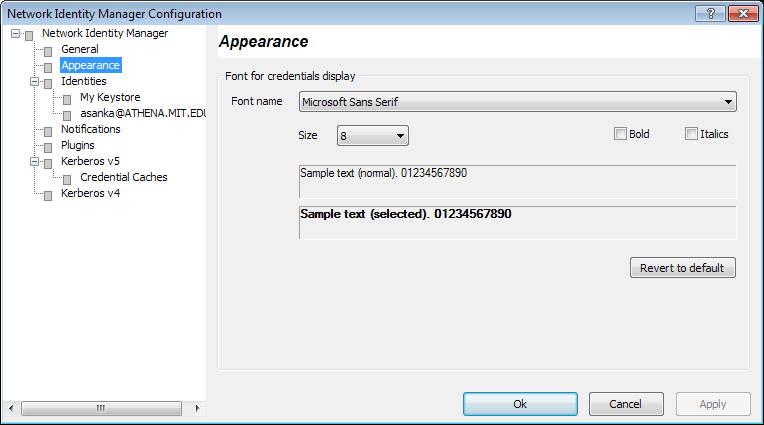 Network Identity Manager Configuration
Network Identity Manager
General
Appearance
Identities
My Keystore
asanka@ATHENA.MIT.EDU
Notifications
Plugins
Kerberos v5
Credential Caches
Kerberos v4
Appearance
Font for credentials display
Font name
Microsoft Sans Serif
Size
8
Bold
Italics
Sample text (normal). 01234567890
Sample text (selected). 01234567890
Revert to default
Ok
Cancel
Apply